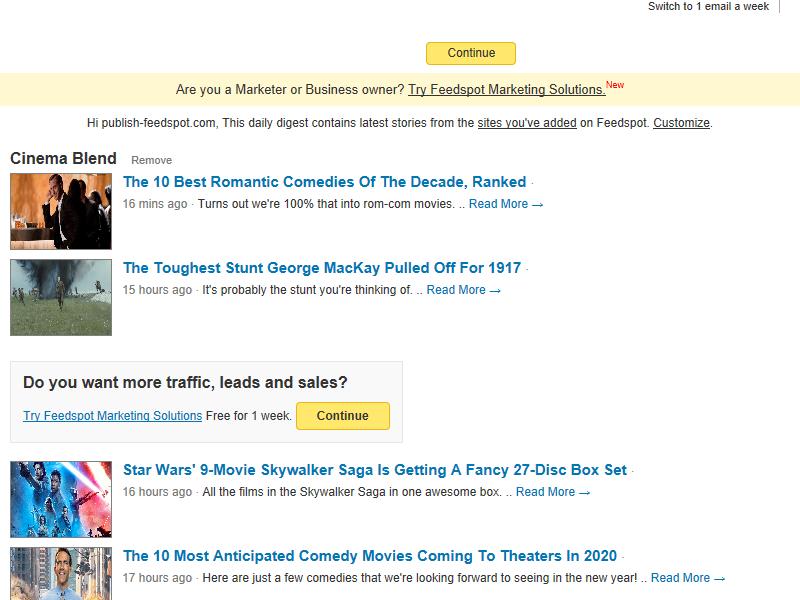 Switch to 1 email a week
Continue
Are you a Marketer or Business owner? Try Feedspot Marketing Solutions.New
Hi publish-feedspot.com, This daily digest contains latest stories from the sites you've added on Feedspot. Customize.
Cinema Blend Remove
The 10 Best Romantic Comedies Of The Decade, Ranked ·
16 mins ago · Turns out we're 100% that into rom-com movies. .. Read More →
The Toughest Stunt George MacKay Pulled Off For 1917 ·
15 hours ago · It's probably the stunt you're thinking of. .. Read More →
Do you want more traffic, leads and sales?
Try Feedspot Marketing Solutions Free for 1 week. Continue
Star Wars' 9-Movie Skywalker Saga Is Getting A Fancy 27-Disc Box Set ·
16 hours ago · All the films in the Skywalker Saga in one awesome box. .. Read More →
The 10 Most Anticipated Comedy Movies Coming To Theaters In 2020 ·
17 hours ago · Here are just a few comedies that we're looking forward to seeing in the new year! .. Read More →